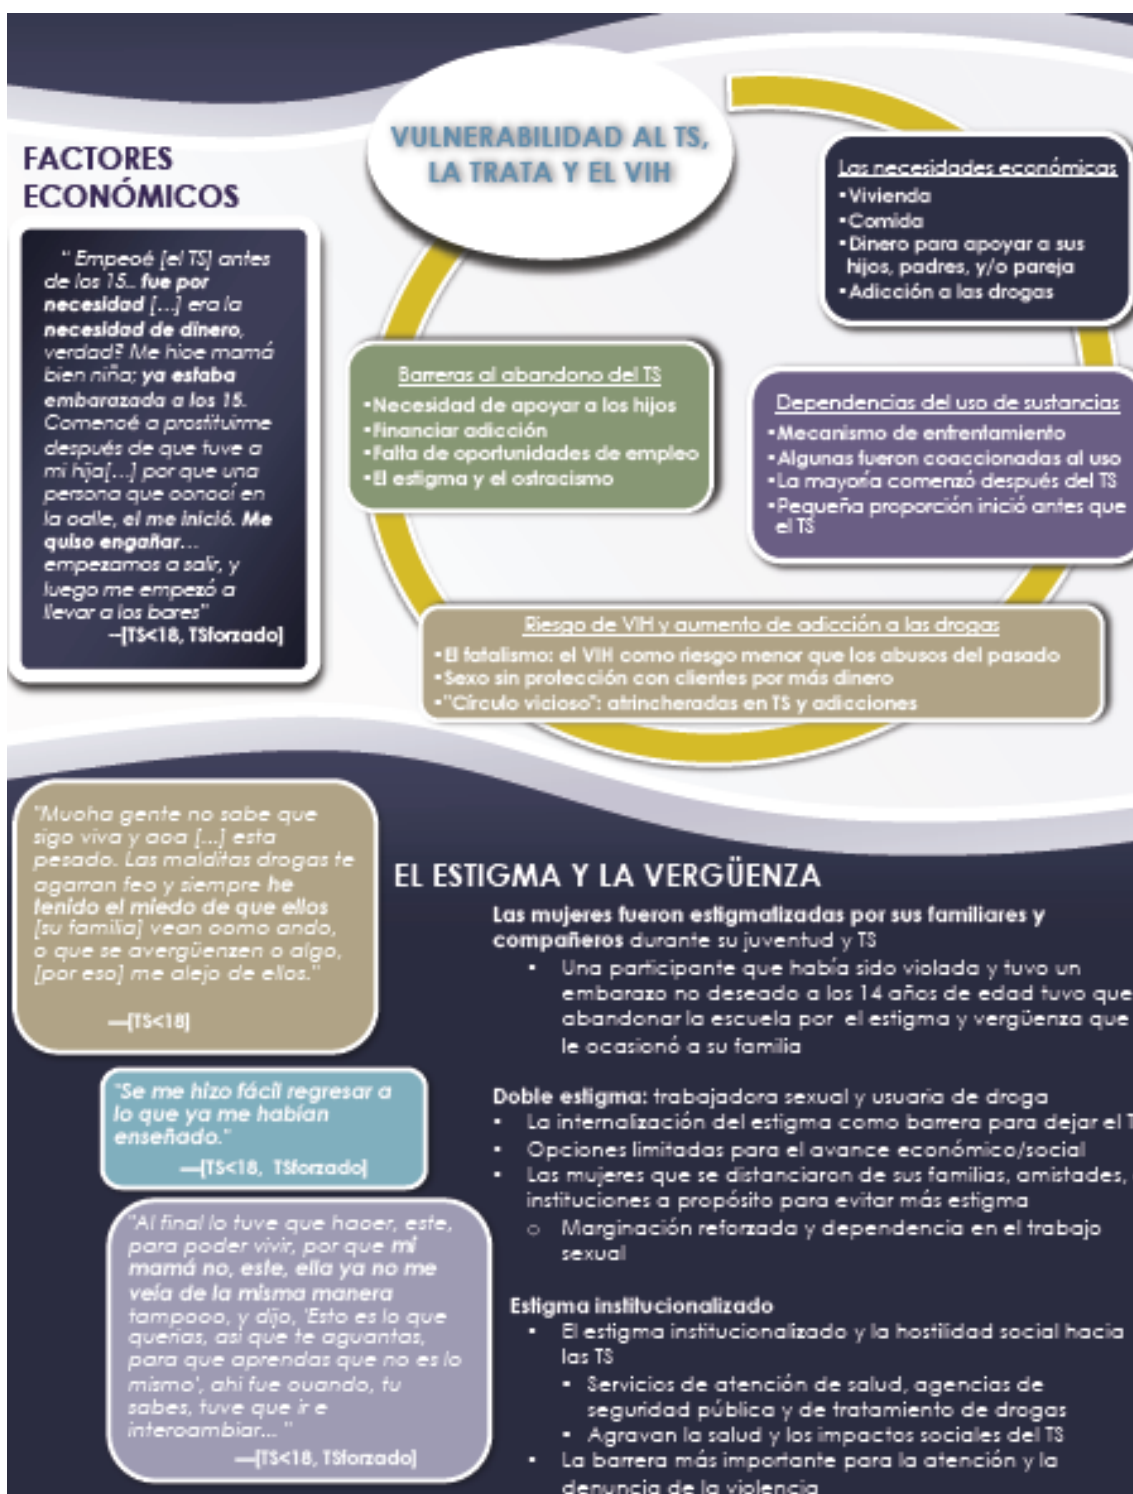 VULNERABILIDAD AL TS,
LA TRATA Y EL VIH
FACTORES
ECONÓMICOS
" Empecé [el TS] antes
de los 15... fue por
necesidad [...] era la
necesidad de dinero,
verdad? Me hice mamá
bien niña; ya estaba
embarazada a los 15.
Comencé a prostituirme
después de que tuve a
mi hija[...] por que una
persona que conocí en
la calle, el me inició. Me
quiso engañar...
empezamos a salir, y
luego me empezó a
llevar a los bares"
--[TS<18, TSforzado]
Las necesidades económicas
▪Vivienda
▪Comida
▪Dinero para apoyar a sus
hijos, padres, y/o pareja
▪Adicción a las drogas
Barreras al abandono del TS
▪Necesidad de apoyar a los hijos
▪Financiar adicción
▪Falta de oportunidades de empleo
▪El estigma y el ostracismo
Dependencias del uso de sustancias
▪Mecanismo de enfrentamiento
▪Algunas fueron coaccionadas al uso
▪La mayoría comenzó después del TS
▪Pequeña proporción inició antes que
el TS
Riesgo de VIH y aumento de adicción a las drogas
▪El fatalismo: el VIH como riesgo menor que los abusos del pasado
▪Sexo sin protección con clientes por más dinero
▪"Círculo vicioso": atrincheradas en TS y adicciones
"Mucha gente no sabe que
sigo viva y aca [...] esta
pesado. Las malditas drogas te
agarran feo y siempre he
tenido el miedo de que ellos
[su familia] vean como ando,
o que se avergüenzen o algo,
[por eso] me alejo de ellos."
—[TS<18]
"Se me hizo fácil regresar a
lo que ya me habían
enseñado."
—[TS<18, TSforzado]
"Al final lo tuve que hacer, este,
para poder vivir, por que mi
mamá no, este, ella ya no me
veía de la misma manera
tampoco, y dijo, 'Esto es lo que
querías, así que te aguantas,
para que aprendas que no es lo
mismo', ahi fue cuando, tu
sabes, tuve que ir e
intercambiar... "
—[TS<18, TSforzado]
EL ESTIGMA Y LA VERGÜENZA
Las mujeres fueron estigmatizadas por sus familiares y
compañeros durante su juventud y TS
▪ Una participante que había sido violada y tuvo un
embarazo no deseado a los 14 años de edad tuvo que
abandonar la escuela por el estigma y vergüenza que
le ocasionó a su familia
Doble estigma: trabajadora sexual y usuaria de droga
• La internalización del estigma como barrera para dejar el
• Opciones limitadas para el avance económico/social
• Las mujeres que se distanciaron de sus familias, amistades,
instituciones a propósito para evitar más estigma
o Marginación reforzada y dependencia en el trabajo
sexual
Estigma institucionalizado
▪ El estigma institucionalizado y la hostilidad social hacia
las TS
▪ Servicios de atención de salud, agencias de
seguridad pública y de tratamiento de drogas
▪ Agravan la salud y los impactos sociales del TS
▪ La barrera más importante para la atención y la
denuncia de la violencia